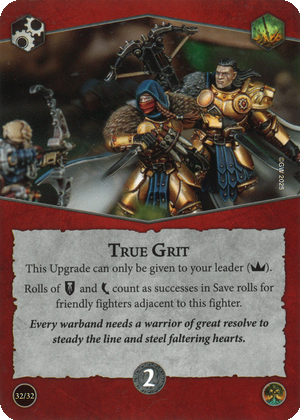 ©GW 2025
TRUE GRIT
This Upgrade can only be given to your leader ( ).
Rolls of and count as successes in Save rolls for
friendly fighters adjacent to this fighter.
Every warband needs a warrior of great resolve to
steady the line and steel faltering hearts.
2
32/32